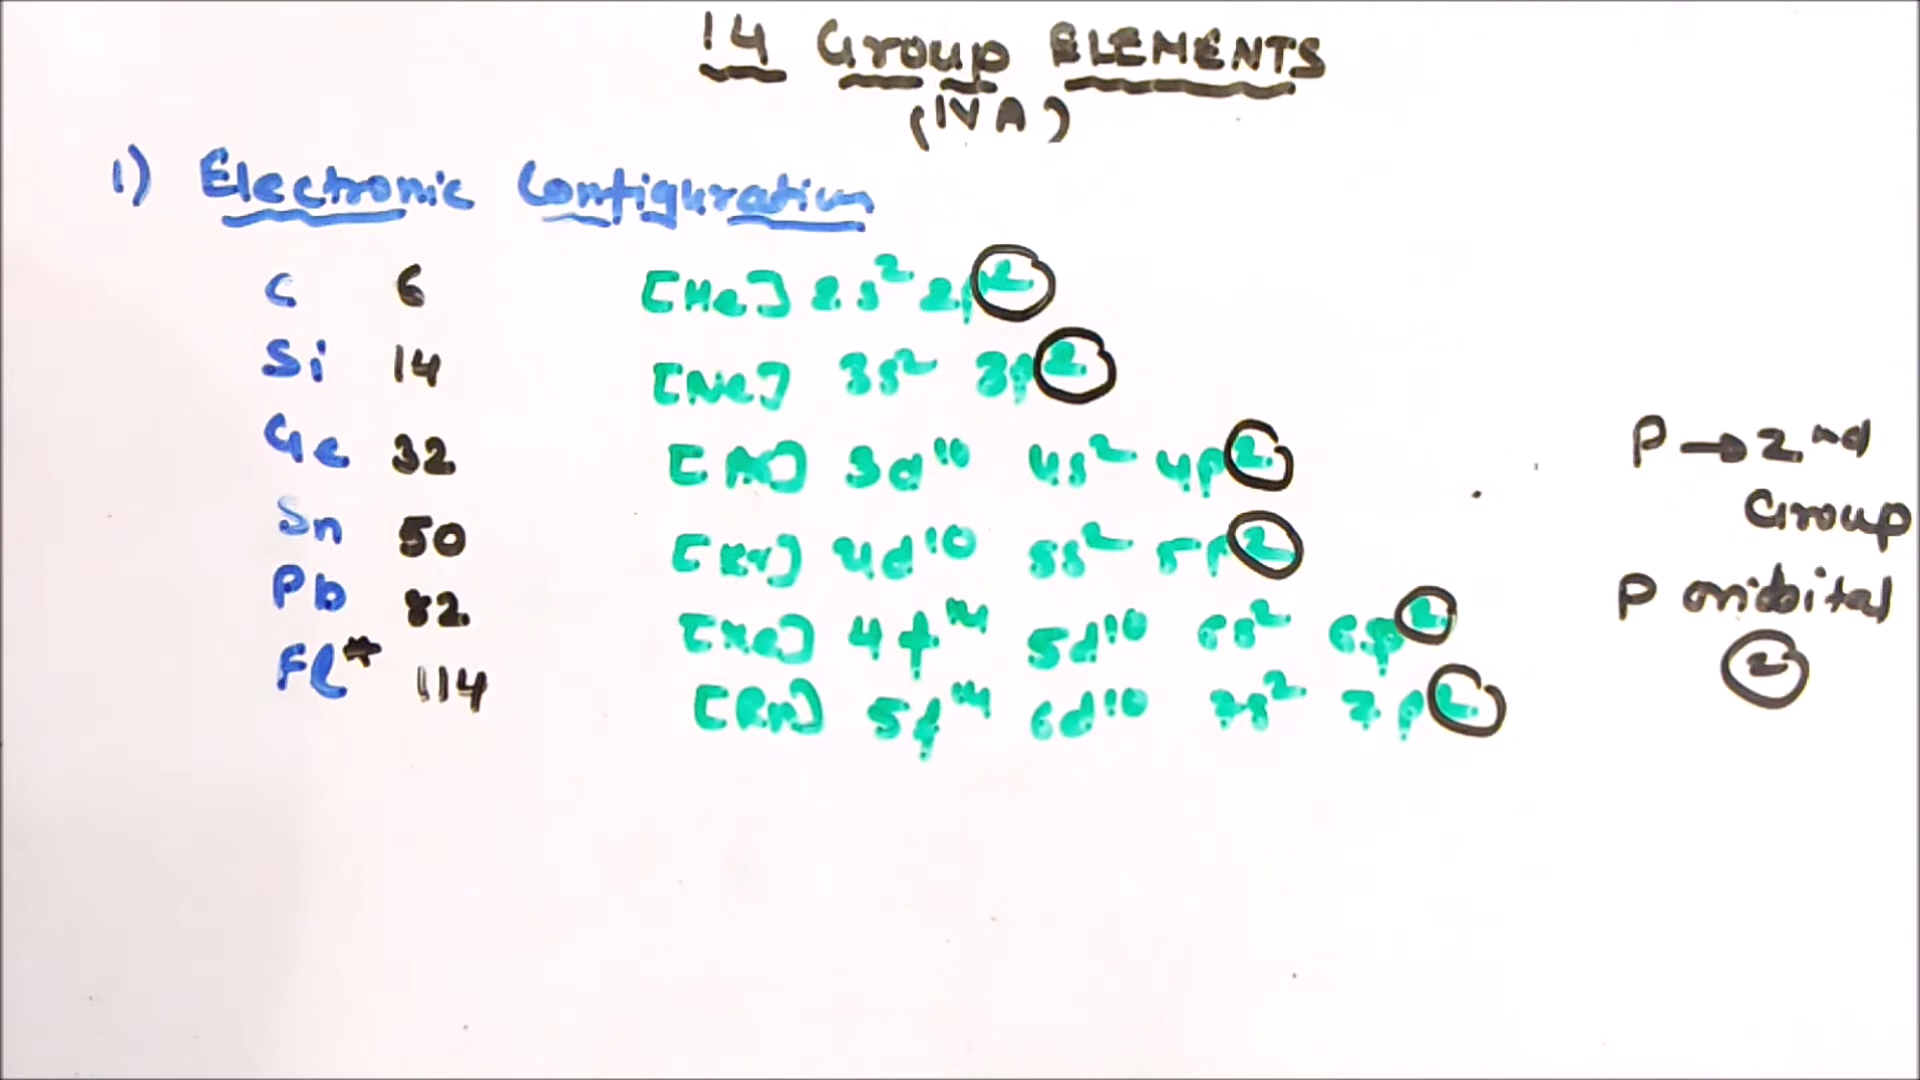 14 Group ELEMENTS
(IVA)
1) Electronic Configuration
C 6 [He] 2s² 2p²
Si 14 [Ne] 3s² 3p²
Ge 32 [Ar] 3d¹⁰ 4s² 4p²
Sn 50 [Kr] 4d¹⁰ 5s² 5p²
Pb 82 [Xe] 4f¹⁴ 5d¹⁰ 6s² 6p²
Fl* 114 [Rn] 5f¹⁴ 6d¹⁰ 7s² 7p²
P → 2nd
Group
P orbital
2